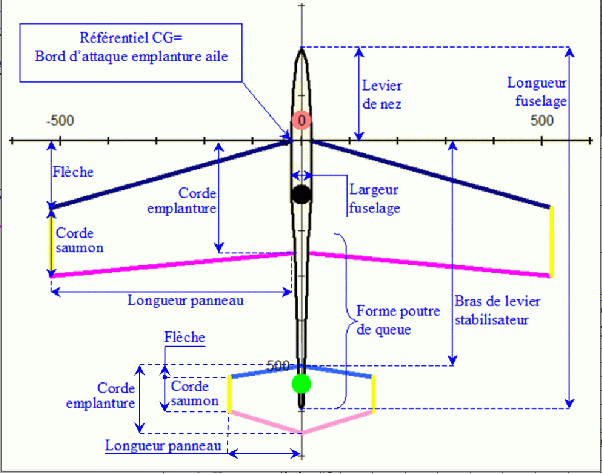 Référentiel CG=
Bord d'attaque emplanture aile
Levier
de nez
Longueur
fuselage
-500
0
500
Flèche
Corde
emplanture
Largeur
fuselage
Corde
saumon
Longueur panneau
Bras de levier
stabilisateur
Forme poutre
de queue
Flèche
500
Corde
emplanture
Corde
saumon
Longueur panneau